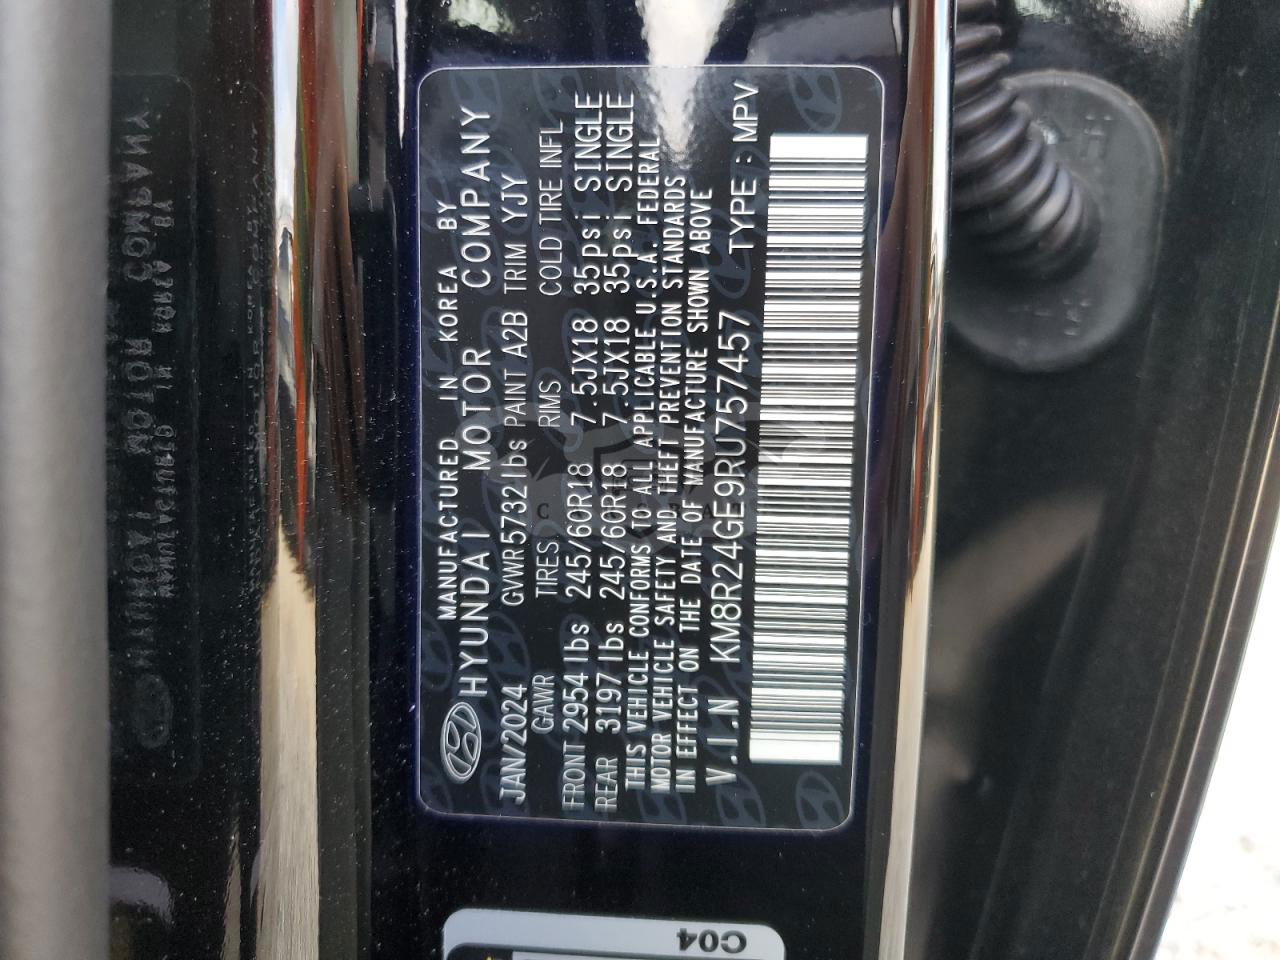 MANUFACTURED IN KOREA BY
HYUNDAI MOTOR COMPANY
JAN/2024 GVWR 5732 lbs PAINT A2B TRIM YJY
GAWR TIRES RIMS COLD TIRE INFL
FRONT 2954 lbs 245/60R18 7.5JX18 35psi SINGLE
REAR 3197 lbs 245/60R18 7.5JX18 35psi SINGLE
THIS VEHICLE CONFORMS TO ALL APPLICABLE U.S.A. FEDERAL
MOTOR VEHICLE SAFETY AND THEFT PREVENTION STANDARDS
IN EFFECT ON THE DATE OF MANUFACTURE SHOWN ABOVE
V.I.N KM8R24GE9RU757457 TYPE : MPV
C04